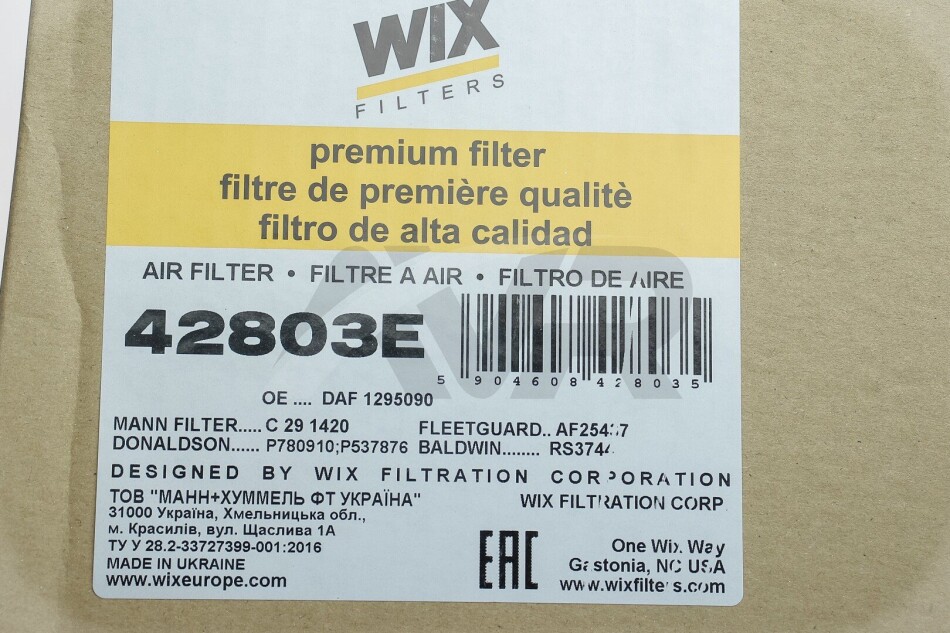 WIX
FILTERS
premium filter
filtre de première qualitè
filtro de alta calidad
AIR FILTER • FILTRE A AIR • FILTRO DE AIRE
42803E
5 904608 428035
OE .... DAF 1295090
MANN FILTER..... C 29 1420 FLEETGUARD.. AF25437
DONALDSON...... P780910;P537876 BALDWIN........
DESIGNED BY WIX FILTRATION CORPORATION
ТОВ "МАНН+ХУММЕЛЬ ФТ УКРАЇНА" WIX FILTRATION CORP
31000 Україна, Хмельницька обл.,
м. Красилів, вул. Щаслива 1А
ТУ У 28.2-33727399-001:2016
MADE IN UKRAINE
www.wixeurope.com
EAC
One Wix Way
Gastonia, NC USA
www.wixfilters.com